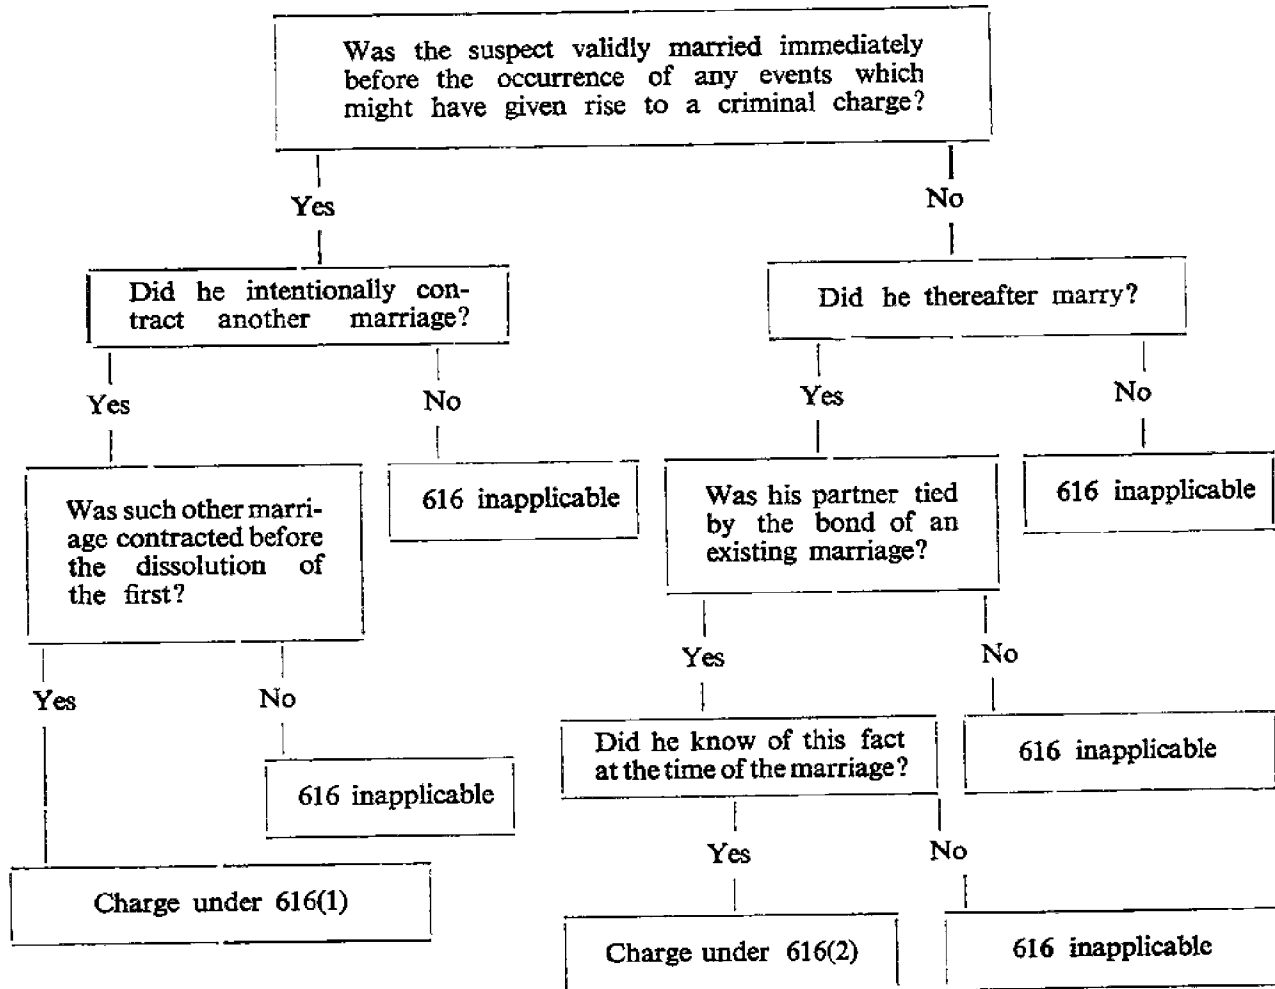 Was the suspect validly married immediately
before the occurrence of any events which
might have given rise to a criminal charge?
Yes
No
Did he intentionally con-
tract another marriage?
Did he thereafter marry?
Yes
No
Yes
No
Was such other marri-
age contracted before
the dissolution of
the first?
616 inapplicable
Was his partner tied
by the bond of an
existing marriage?
616 inapplicable
Yes
No
Yes
No
616 inapplicable
Did he know of this fact
at the time of the marriage?
616 inapplicable
Yes
No
Charge under 616(1)
Charge under 616(2)
616 inapplicable